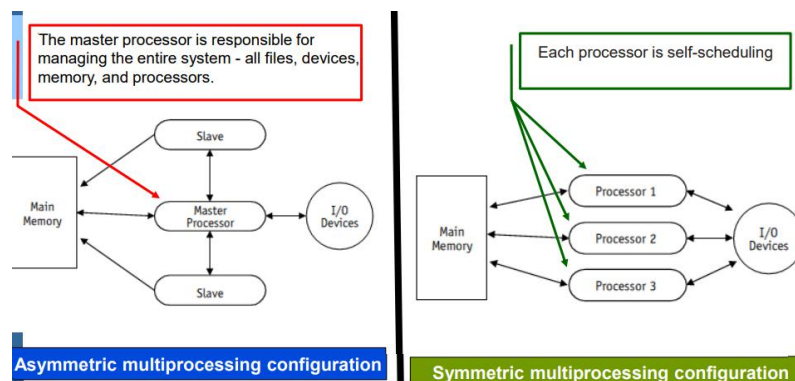 The master processor is responsible for
managing the entire system - all files, devices,
memory, and processors.
Slave
Main
Memory
Master
Processor
I/O
Devices
Slave
Asymmetric multiprocessing configuration
Each processor is self-scheduling
Main
Memory
Processor 1
Processor 2
Processor 3
I/O
Devices
Symmetric multiprocessing configuration